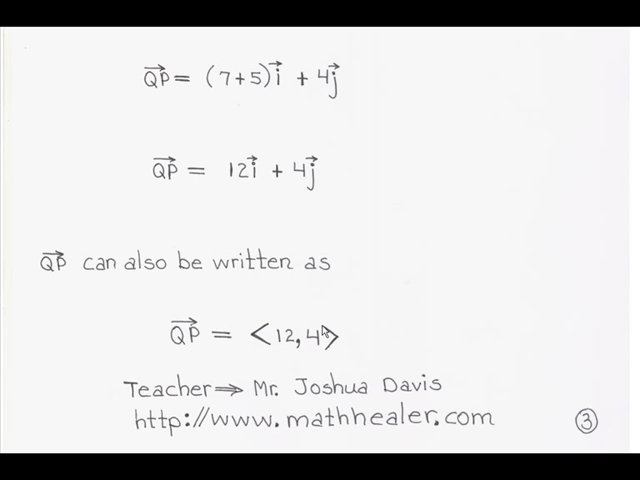 QP⃗ = (7+5)i⃗ + 4j⃗
QP⃗ = 12i⃗ + 4j⃗
QP⃗ can also be written as
QP⃗ = <12,4>
Teacher ⇒ Mr. Joshua Davis
http://www.mathhealer.com
③